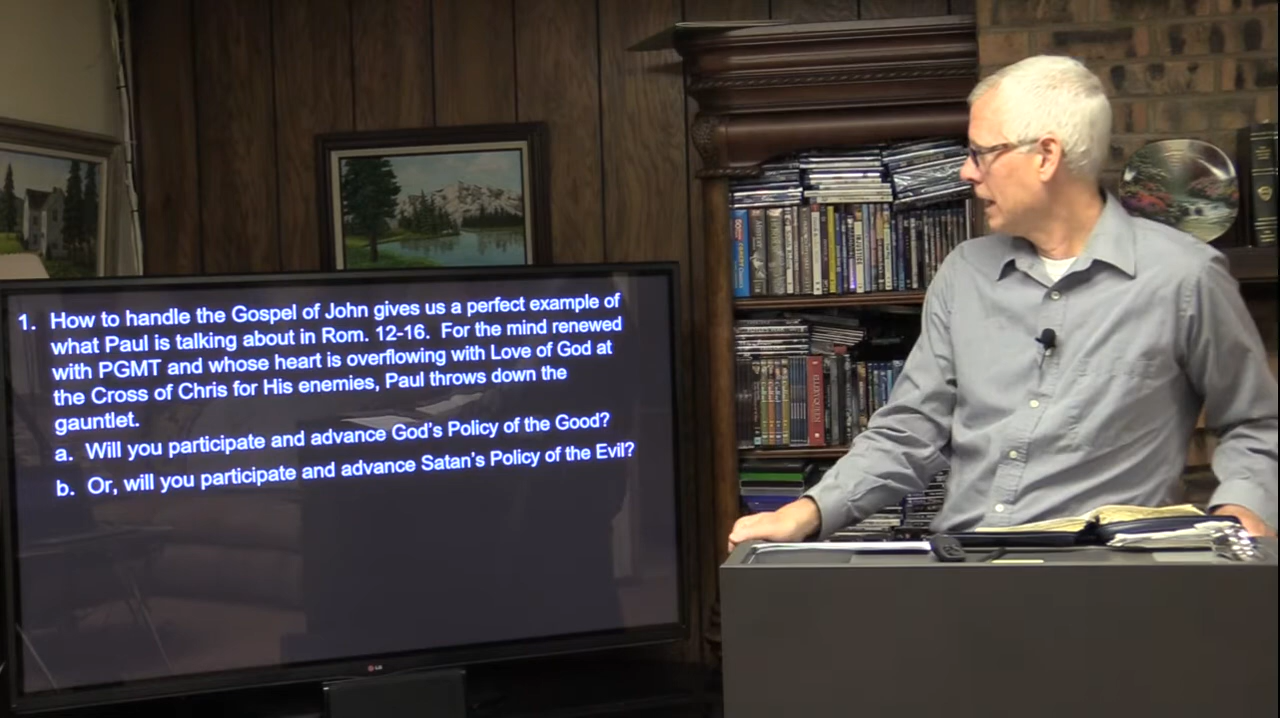 1. How to handle the Gospel of John gives us a perfect example of
what Paul is talking about in Rom. 12-16. For the mind renewed
with PGMT and whose heart is overflowing with Love of God at
the Cross of Chris for His enemies, Paul throws down the
gauntlet.
a. Will you participate and advance God's Policy of the Good?
b. Or, will you participate and advance Satan's Policy of the Evil?
LG